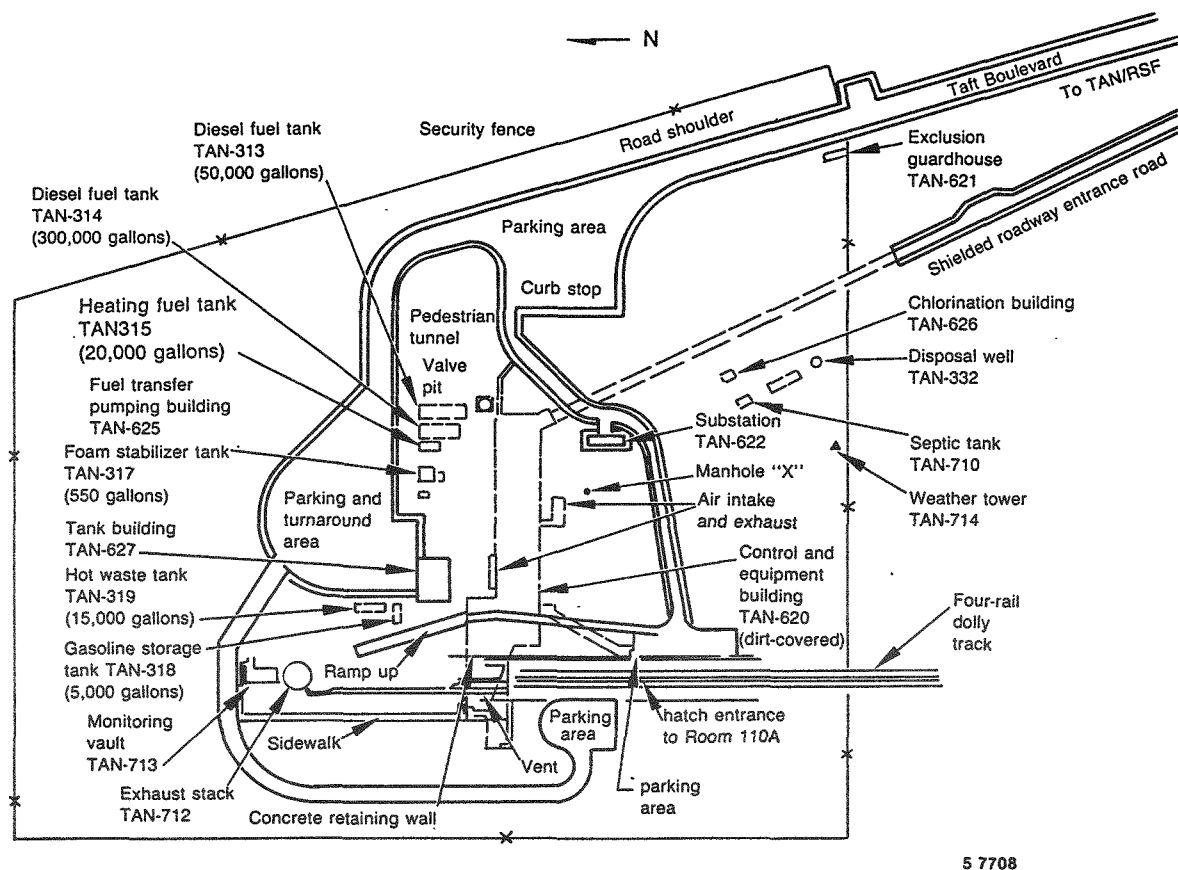 N
Taft Boulevard
To TAN/RSF
Road shoulder
Security fence
Diesel fuel tank
TAN-313
(50,000 gallons)
Exclusion
guardhouse
TAN-621
Diesel fuel tank
TAN-314
(300,000 gallons)
Parking area
Shielded roadway entrance road
Curb stop
Heating fuel tank
TAN315
(20,000 gallons)
Pedestrian
tunnel
Valve
pit
Chlorination building
TAN-626
Disposal well
TAN-332
Fuel transfer
pumping building
TAN-625
Substation
TAN-622
Septic tank
TAN-710
Foam stabilizer tank
TAN-317
(550 gallons)
Manhole "X"
Air intake
and exhaust
Weather tower
TAN-714
Parking and
turnaround
area
Tank building
TAN-627
Control and
equipment
building
TAN-620
(dirt-covered)
Hot waste tank
TAN-319
(15,000 gallons)
Four-rail
dolly
track
Gasoline storage
tank TAN-318
(5,000 gallons)
Ramp up
Monitoring
vault
TAN-713
Sidewalk
Parking
area
hatch entrance
to Room 110A
Vent
parking
area
Exhaust stack
TAN-712
Concrete retaining wall
5 7708